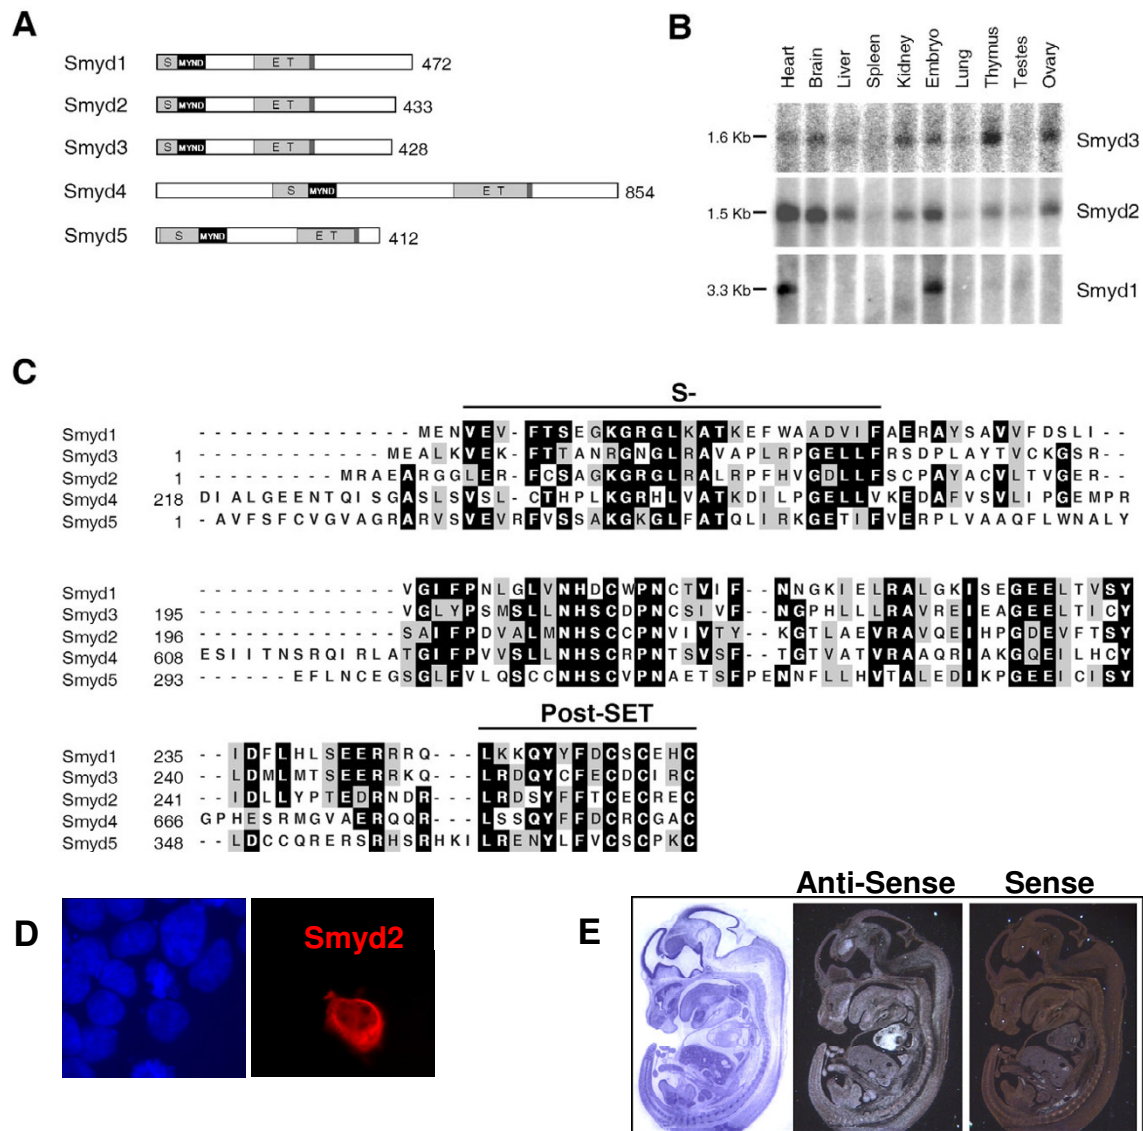 A
Smyd1 S MYND E T 472
Smyd2 S MYND E T 433
Smyd3 S MYND E T 428
Smyd4 S MYND E T 854
Smyd5 S MYND E T 412
B
Heart Brain Liver Spleen Kidney Embryo Lung Thymus Testes Ovary
1.6 Kb Smyd3
1.5 Kb Smyd2
3.3 Kb Smyd1
C
S-
Smyd1 - - - - - - - - - - - - - - M E N V E V - F T S E G K G R G L K A T K E F W A A D V I F A E R A Y S A V V F D S L I - -
Smyd3 1 - - - - - - - - - - - - M E A L K V E K - F T T A N R G N G L R A V A P L R P G E L L F R S D P L A Y T V C K G S R - -
Smyd2 1 - - - - - - - - - M R A E A R G G L E R - F C S A G K G R G L R A L R P F H V G D L L F S C P A Y A C V L T V G E R - -
Smyd4 218 D I A L G E E N T Q I S G A S L S V S L - C T H P L K G R H L V A T K D I L P G E L L V K E D A F V S V L I P G E M P R
Smyd5 1 - A V F S F C V G V A G R A R V S V E V R F V S S A K G K G L F A T Q L I R K G E T I F V E R P L V A A Q F L W N A L Y
Smyd1 - - - - - - - - - - - - - V G I F P N L G L V N H D C W P N C T V I F - - N N G K I E L R A L G K I S E G E E L T V S Y
Smyd3 195 - - - - - - - - - - - - - V G L Y P S M S L L N H S C D P N C S I V F - - N G P H L L L R A V R E I E A G E E L T I C Y
Smyd2 196 - - - - - - - - - - - - - S A I F P D V A L M N H S C C P N V I V T Y - - K G T L A E V R A V Q E I H P G D E V F T S Y
Smyd4 608 E S I I T N S R Q I R L A T G I F P V V S L L N H S C R P N T S V S F - - T G T V A T V R A A Q R I A K G Q E I L H C Y
Smyd5 293 - - - - - - E F L N C E G S G L F V L Q S C C N H S C V P N A E T S F P E N N F L L H V T A L E D I K P G E E I C I S Y
Post-SET
Smyd1 235 - - I D F L H L S E E R R R Q - - - L K K Q Y Y F D C S C E H C
Smyd3 240 - - L D M L M T S E E R R K Q - - - L R D Q Y C F E C D C I R C
Smyd2 241 - - I D L L Y P T E D R N D R - - - L R D S Y F F T C E C R E C
Smyd4 666 G P H E S R M G V A E R Q Q R - - - L S S Q Y F F D C R C G A C
Smyd5 348 - - L D C C Q R E R S R H S R H K I L R E N Y L F V C S C P K C
D
Smyd2
E
Anti-Sense Sense